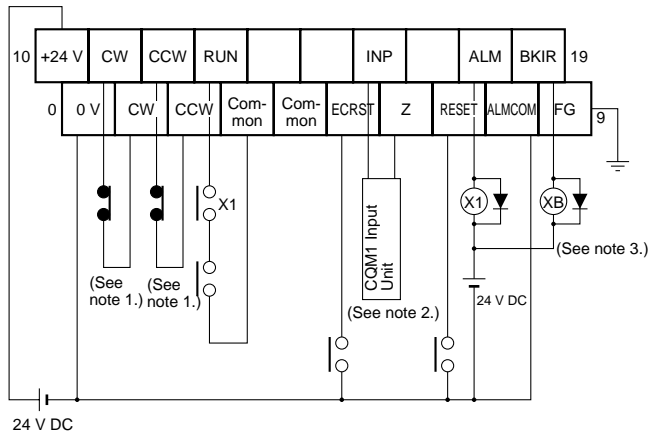 10 +24 V CW CCW RUN INP ALM BKIR 19
0 0 V CW CCW Com-
mon Com-
mon ECRST Z RESET ALMCOM FG 9
X1
X1
XB
CQM1 Input
Unit
(See
note 1.)
(See
note 1.)
(See note 2.)
(See note 3.)
24 V DC
24 V DC